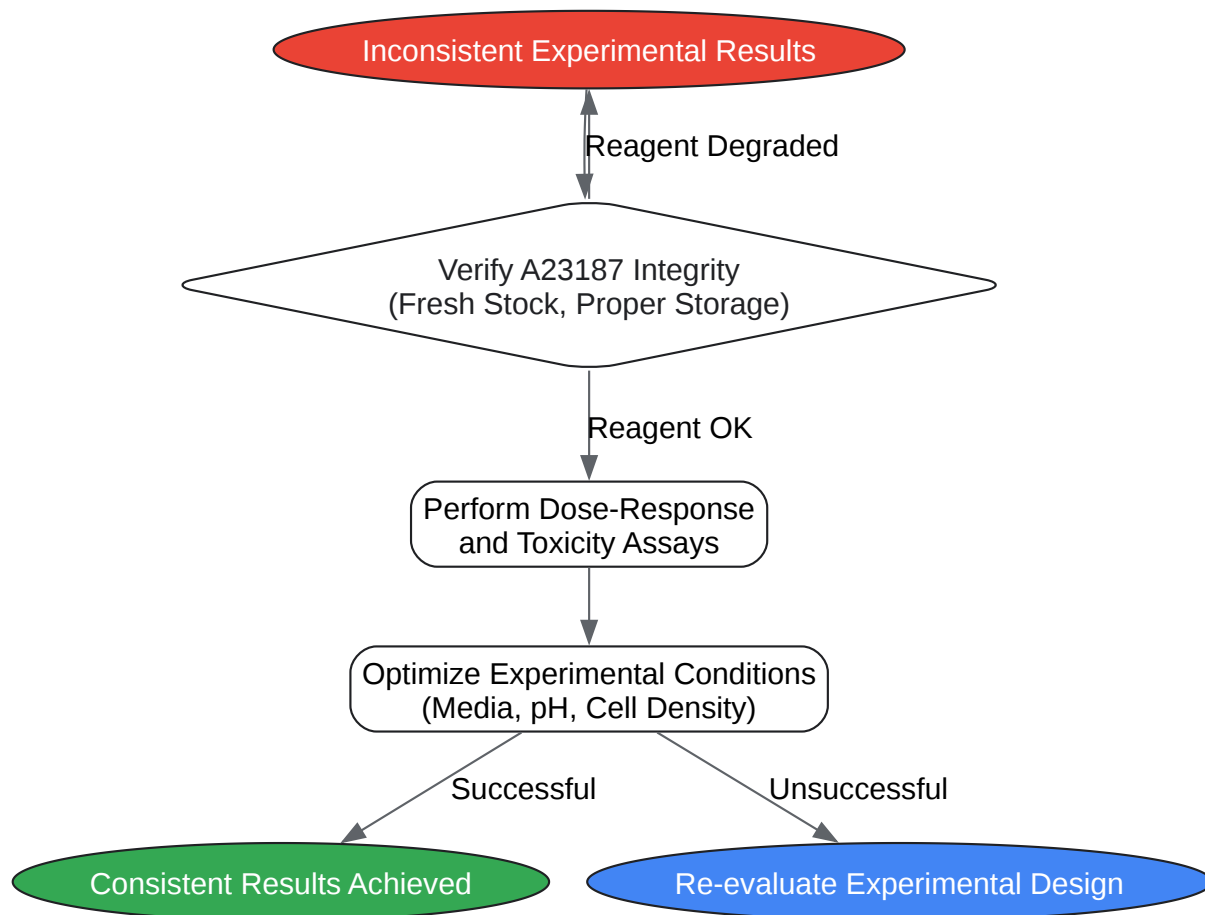 Inconsistent Experimental Results
Reagent Degraded
Verify A23187 Integrity
(Fresh Stock, Proper Storage)
Reagent OK
Perform Dose-Response
and Toxicity Assays
Optimize Experimental Conditions
(Media, pH, Cell Density)
Successful
Unsuccessful
Consistent Results Achieved
Re-evaluate Experimental Design